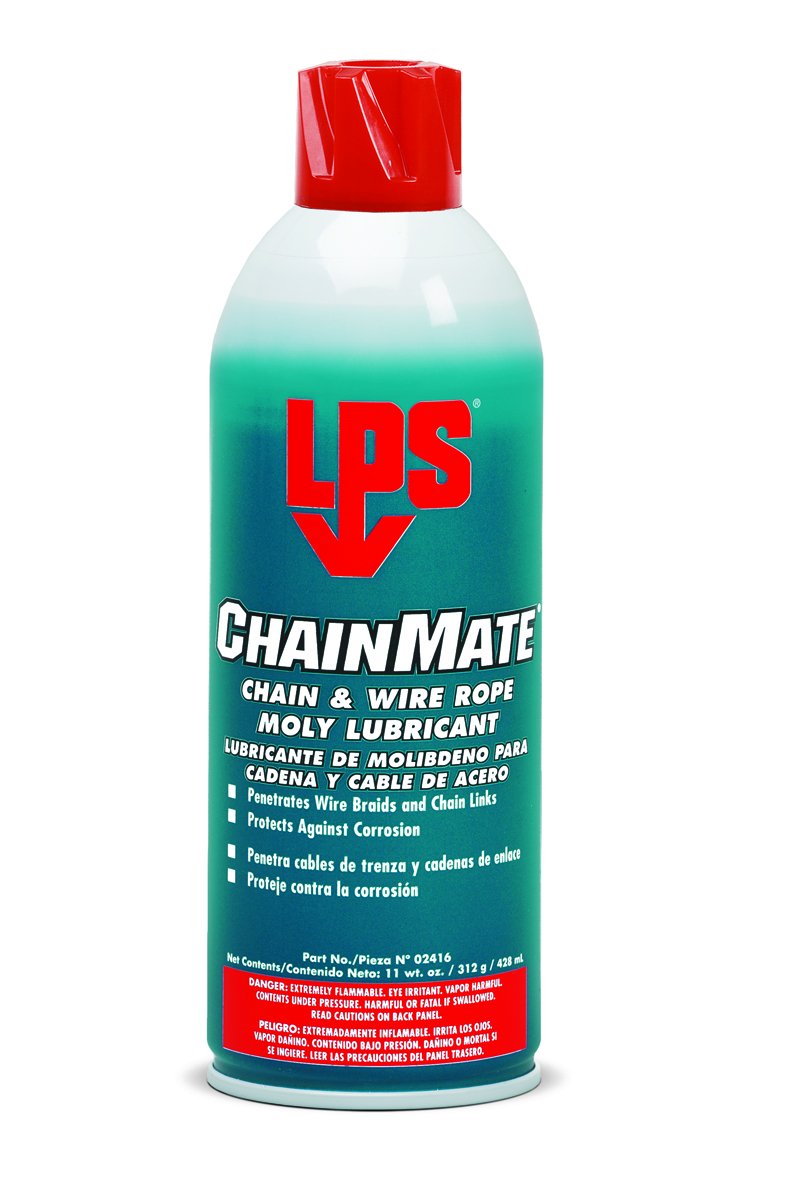 LPS®
CHAINMATE®
CHAIN & WIRE ROPE
MOLY LUBRICANT
LUBRICANTE DE MOLIBDENO PARA
CADENA Y CABLE DE ACERO
■ Penetrates Wire Braids and Chain Links
■ Protects Against Corrosion
■ Penetra cables de trenza y cadenas de enlace
■ Proteje contra la corrosión
Part No./Pieza Nº 02416
Net Contents/Contenido Neto: 11 wt. oz. / 312 g / 428 mL
DANGER: EXTREMELY FLAMMABLE. EYE IRRITANT. VAPOR HARMFUL.
CONTENTS UNDER PRESSURE. HARMFUL OR FATAL IF SWALLOWED.
READ CAUTIONS ON BACK PANEL.
PELIGRO: EXTREMADAMENTE INFLAMABLE. IRRITA LOS OJOS.
VAPOR DAÑINO. CONTENIDO BAJO PRESIÓN. DAÑINO O MORTAL SI
SE INGIERE. LEER LAS PRECAUCIONES DEL PANEL TRASERO.